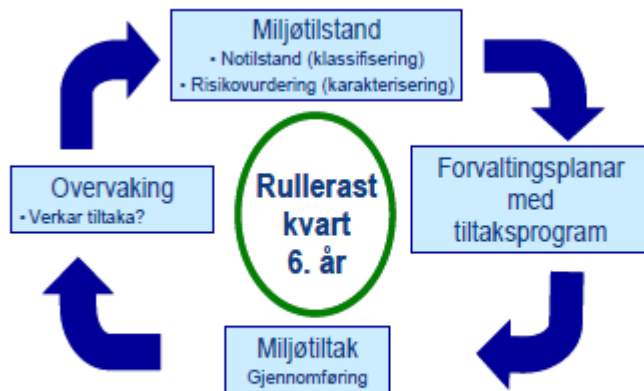 Miljøtilstand
• Notilstand (klassifisering)
• Risikovurdering (karakterisering)
Forvaltingsplanar
med
tiltaksprogram
Miljøtiltak
Gjennomføring
Overvaking
• Verkar tiltaka?
Rullerast
kvart
6. år